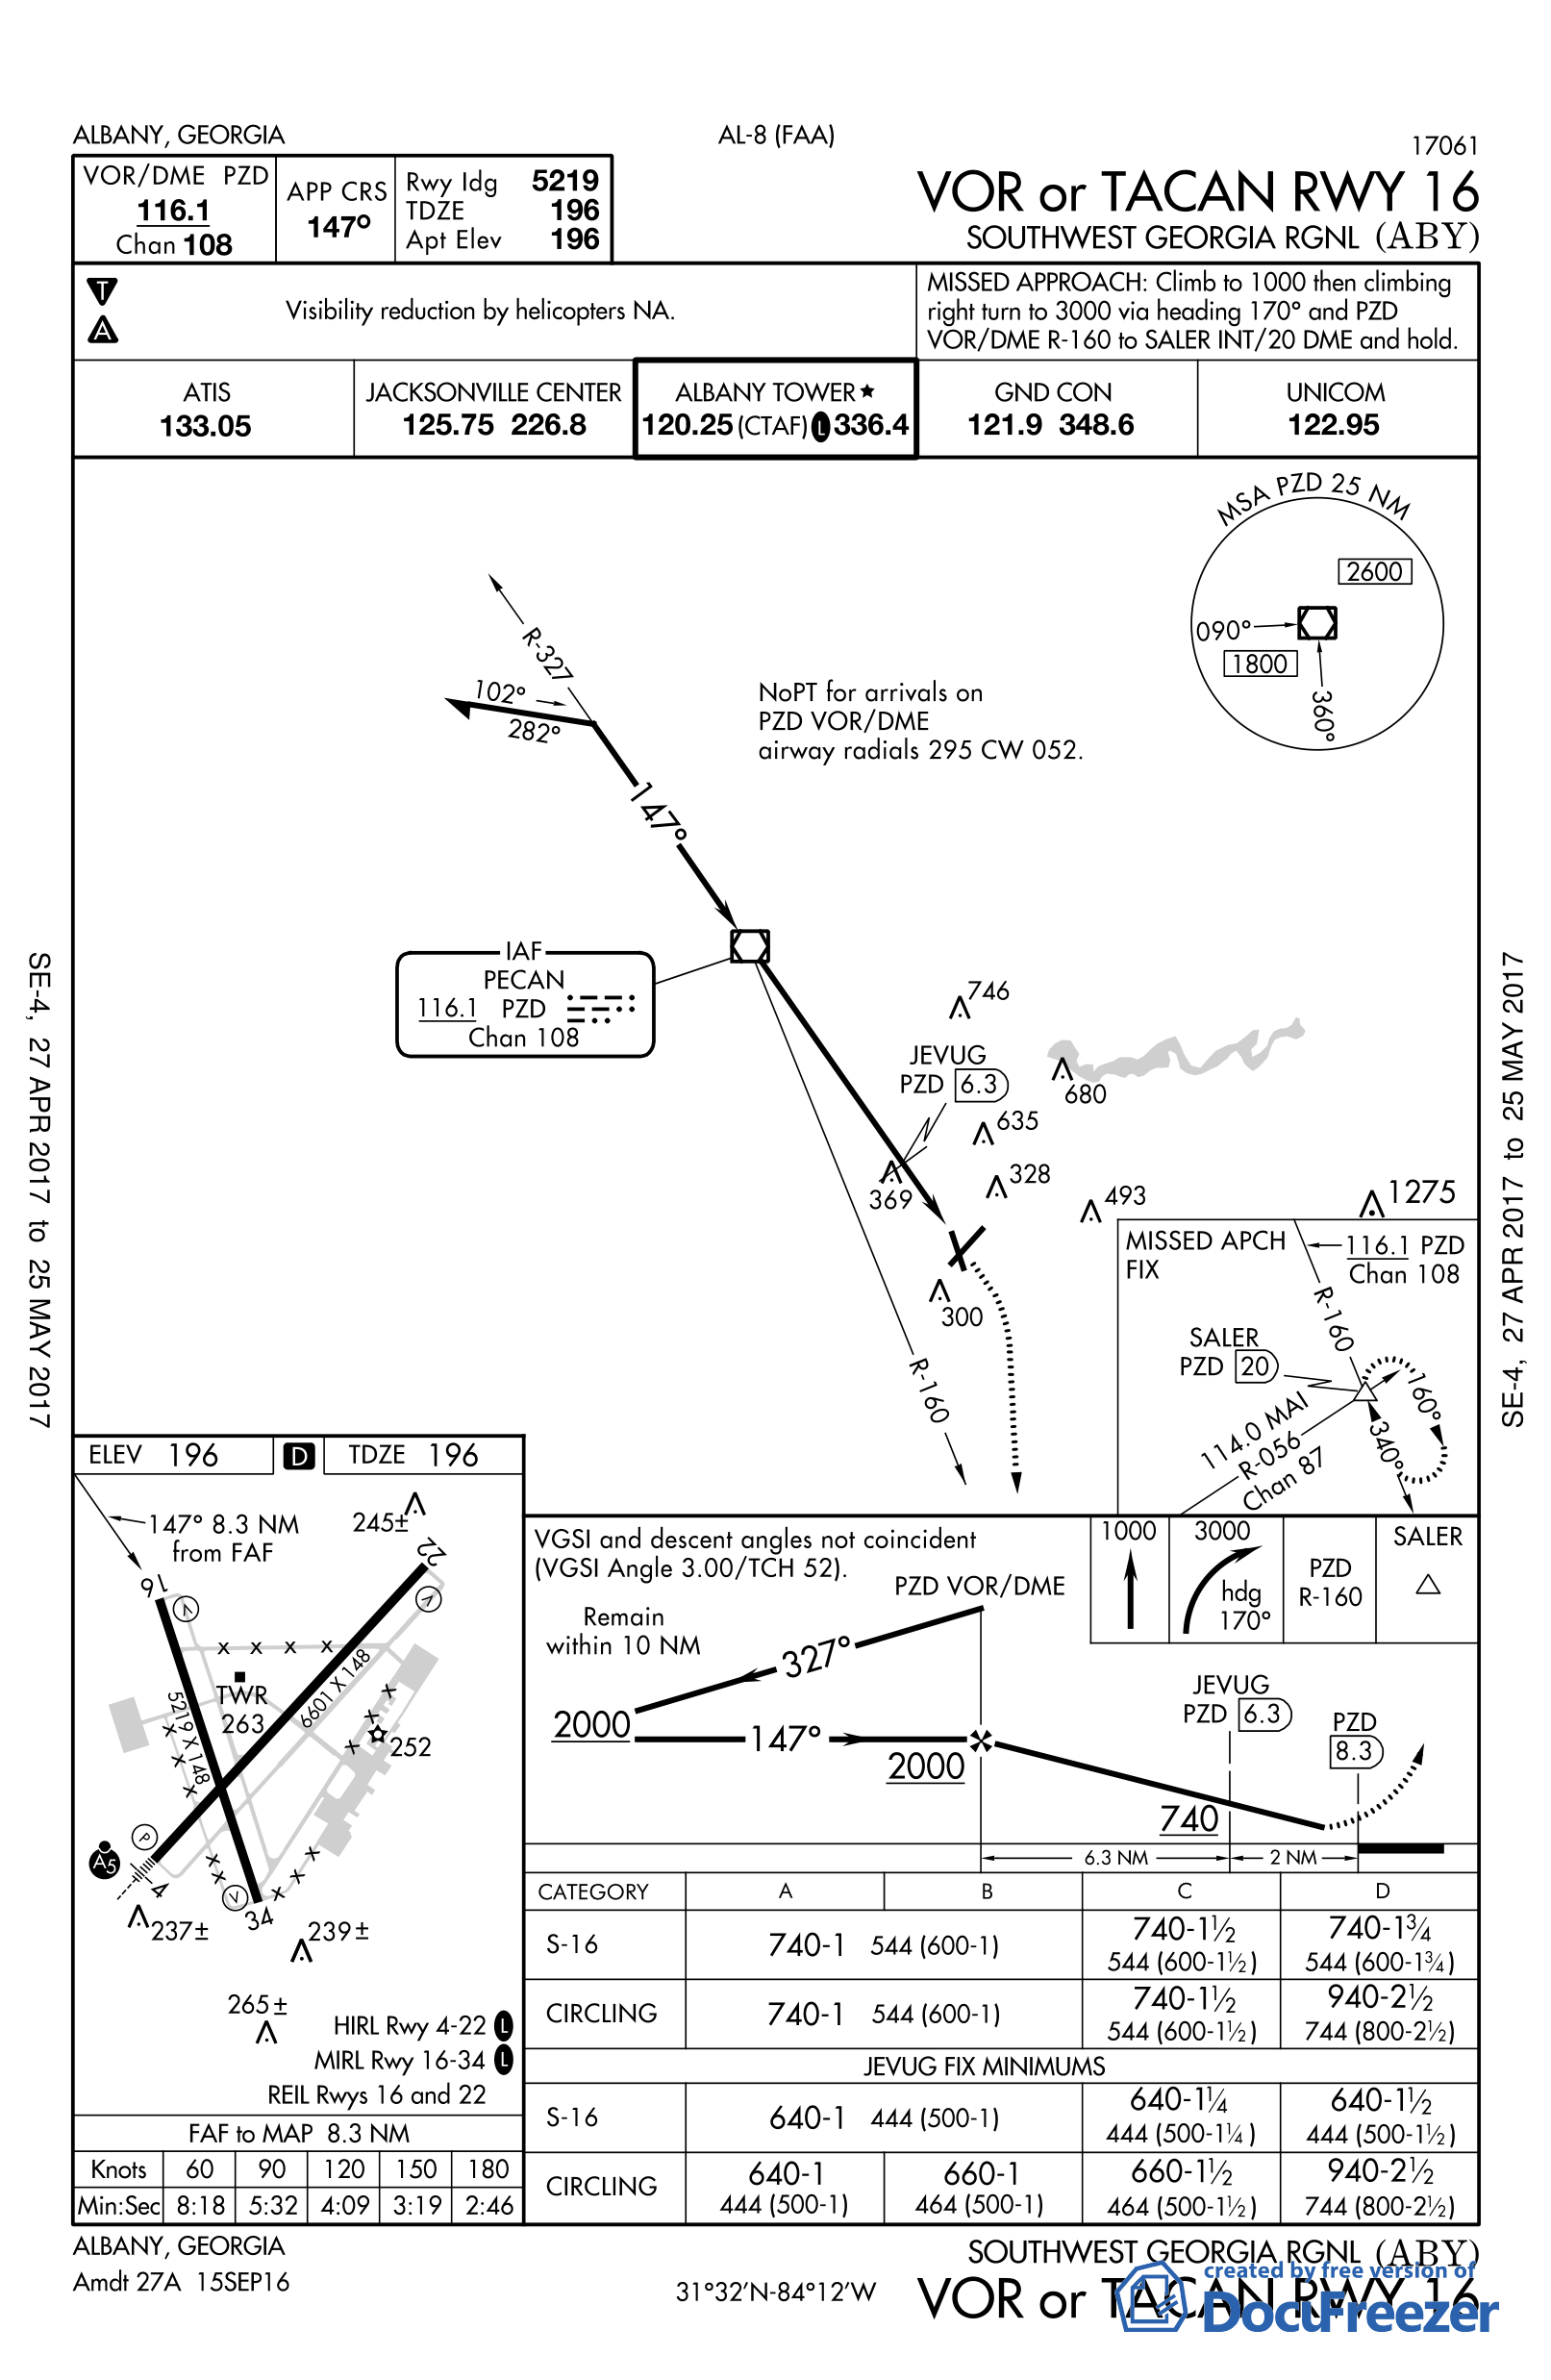 ALBANY, GEORGIA
AL-8 (FAA)
17061
VOR/DME PZD
116.1
Chan 108
APP CRS
147°
Rwy Idg 5219
TDZE 196
Apt Elev 196
VOR or TACAN RWY 16
SOUTHWEST GEORGIA RGNL (ABY)
T
A
Visibility reduction by helicopters NA.
MISSED APPROACH: Climb to 1000 then climbing
right turn to 3000 via heading 170° and PZD
VOR/DME R-160 to SALER INT/20 DME and hold.
ATIS
133.05
JACKSONVILLE CENTER
125.75 226.8
ALBANY TOWER★
120.25 (CTAF) L 336.4
GND CON
121.9 348.6
UNICOM
122.95
MSA PZD 25 NM
2600
090°
1800
360°
R-327
102°
282°
147°
NoPT for arrivals on
PZD VOR/DME
airway radials 295 CW 052.
IAF
PECAN
116.1 PZD
Chan 108
746
JEVUG
PZD 6.3
680
635
328
369
493
1275
300
R-160
MISSED APCH
FIX
116.1 PZD
Chan 108
R-160
SALER
PZD 20
114.0 MAI
R-056
Chan 87
160°
340°
SE-4, 27 APR 2017 to 25 MAY 2017
SE-4, 27 APR 2017 to 25 MAY 2017
ELEV 196
D
TDZE 196
147° 8.3 NM
from FAF
245±
22
16
V
V
6601 X 148
5219 X 148
TWR
263
252
P
A5
4
V
34
237±
239±
265±
HIRL Rwy 4-22 L
MIRL Rwy 16-34 L
REIL Rwys 16 and 22
FAF to MAP 8.3 NM
Knots 60 90 120 150 180
Min:Sec 8:18 5:32 4:09 3:19 2:46
VGSI and descent angles not coincident
(VGSI Angle 3.00/TCH 52).
PZD VOR/DME
Remain
within 10 NM
327°
2000
147°
2000
1000
3000
hdg
170°
PZD
R-160
SALER
JEVUG
PZD 6.3
PZD
8.3
740
6.3 NM
2 NM
CATEGORY A B C D
S-16 740-1 544 (600-1) 740-1½ 544 (600-1½) 740-1¾ 544 (600-1¾)
CIRCLING 740-1 544 (600-1) 740-1½ 544 (600-1½) 940-2½ 744 (800-2½)
JEVUG FIX MINIMUMS
S-16 640-1 444 (500-1) 640-1¼ 444 (500-1¼) 640-1½ 444 (500-1½)
CIRCLING 640-1 444 (500-1) 660-1 464 (500-1) 660-1½ 464 (500-1½) 940-2½ 744 (800-2½)
ALBANY, GEORGIA
Amdt 27A 15SEP16
31°32'N-84°12'W
SOUTHWEST GEORGIA RGNL (ABY)
VOR or TACAN RWY 16
created by free version of
DocuFreezer